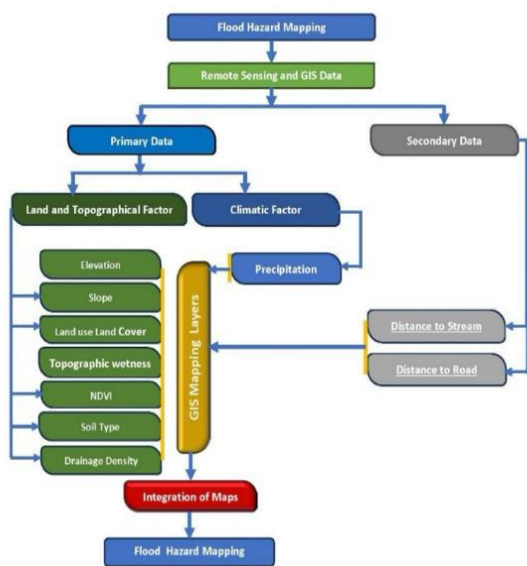 Flood Hazard Mapping
Remote Sensing and GIS Data
Primary Data
Secondary Data
Land and Topographical Factor
Climatic Factor
Elevation
Precipitation
Slope
Land use Land Cover
Topographic wetness
NDVI
Soil Type
Drainage Density
GIS Mapping Layers
Distance to Stream
Distance to Road
Integration of Maps
Flood Hazard Mapping